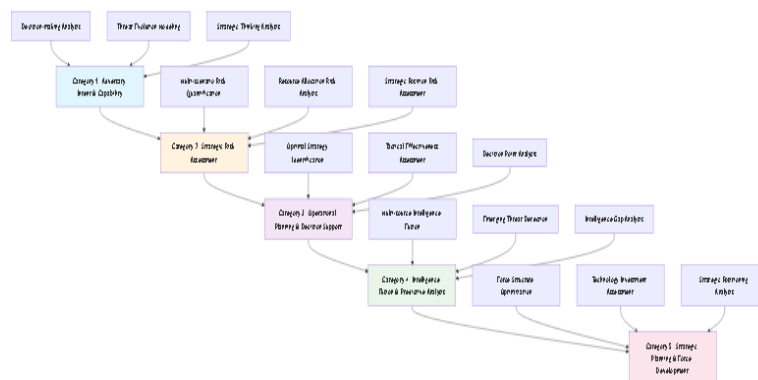 Decision-making Analysis
Threat Evolution Modeling
Strategic Thinking Analysis
Category 1: Adversary
Intent & Capability
Multi-scenario Risk
Quantification
Resource Allocation Risk
Analysis
Strategic Position Risk
Assessment
Category 2: Strategic Risk
Assessment
Optimal Strategy
Identification
Tactical Effectiveness
Assessment
Decision Point Analysis
Category 3: Operational
Planning & Decision Support
Multi-source Intelligence
Fusion
Emerging Threat Detection
Intelligence Gap Analysis
Category 4: Intelligence
Fusion & Predictive Analysis
Force Structure
Optimization
Technology Investment
Assessment
Strategic Positioning
Analysis
Category 5: Strategic
Planning & Force
Development